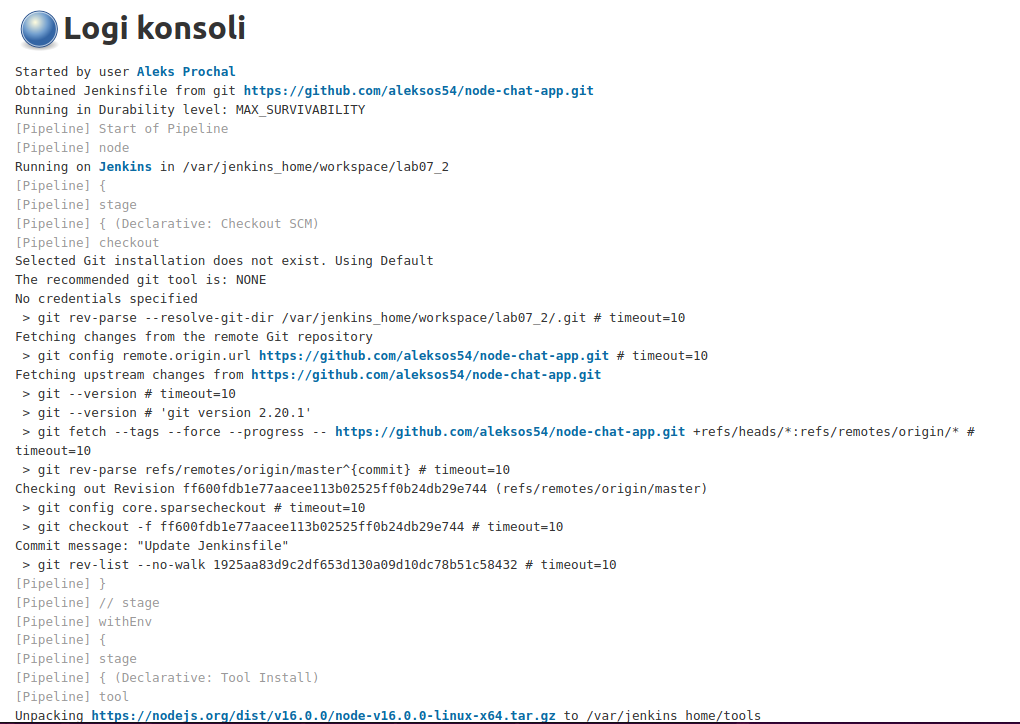 Logi konsoli
Started by user Aleks Prochal
Obtained Jenkinsfile from git https://github.com/aleksos54/node-chat-app.git
Running in Durability level: MAX_SURVIVABILITY
[Pipeline] Start of Pipeline
[Pipeline] node
Running on Jenkins in /var/jenkins_home/workspace/lab07_2
[Pipeline] {
[Pipeline] stage
[Pipeline] { (Declarative: Checkout SCM)
[Pipeline] checkout
Selected Git installation does not exist. Using Default
The recommended git tool is: NONE
No credentials specified
 > git rev-parse --resolve-git-dir /var/jenkins_home/workspace/lab07_2/.git # timeout=10
Fetching changes from the remote Git repository
 > git config remote.origin.url https://github.com/aleksos54/node-chat-app.git # timeout=10
Fetching upstream changes from https://github.com/aleksos54/node-chat-app.git
 > git --version # timeout=10
 > git --version # 'git version 2.20.1'
 > git fetch --tags --force --progress -- https://github.com/aleksos54/node-chat-app.git +refs/heads/*:refs/remotes/origin/* #
timeout=10
 > git rev-parse refs/remotes/origin/master^{commit} # timeout=10
Checking out Revision ff600fdb1e77aacee113b02525ff0b24db29e744 (refs/remotes/origin/master)
 > git config core.sparsecheckout # timeout=10
 > git checkout -f ff600fdb1e77aacee113b02525ff0b24db29e744 # timeout=10
Commit message: "Update Jenkinsfile"
 > git rev-list --no-walk 1925aa83d9c2df653d130a09d10dc78b51c58432 # timeout=10
[Pipeline] }
[Pipeline] // stage
[Pipeline] withEnv
[Pipeline] {
[Pipeline] stage
[Pipeline] { (Declarative: Tool Install)
[Pipeline] tool
Unpacking https://nodejs.org/dist/v16.0.0/node-v16.0.0-linux-x64.tar.gz to /var/jenkins_home/tools